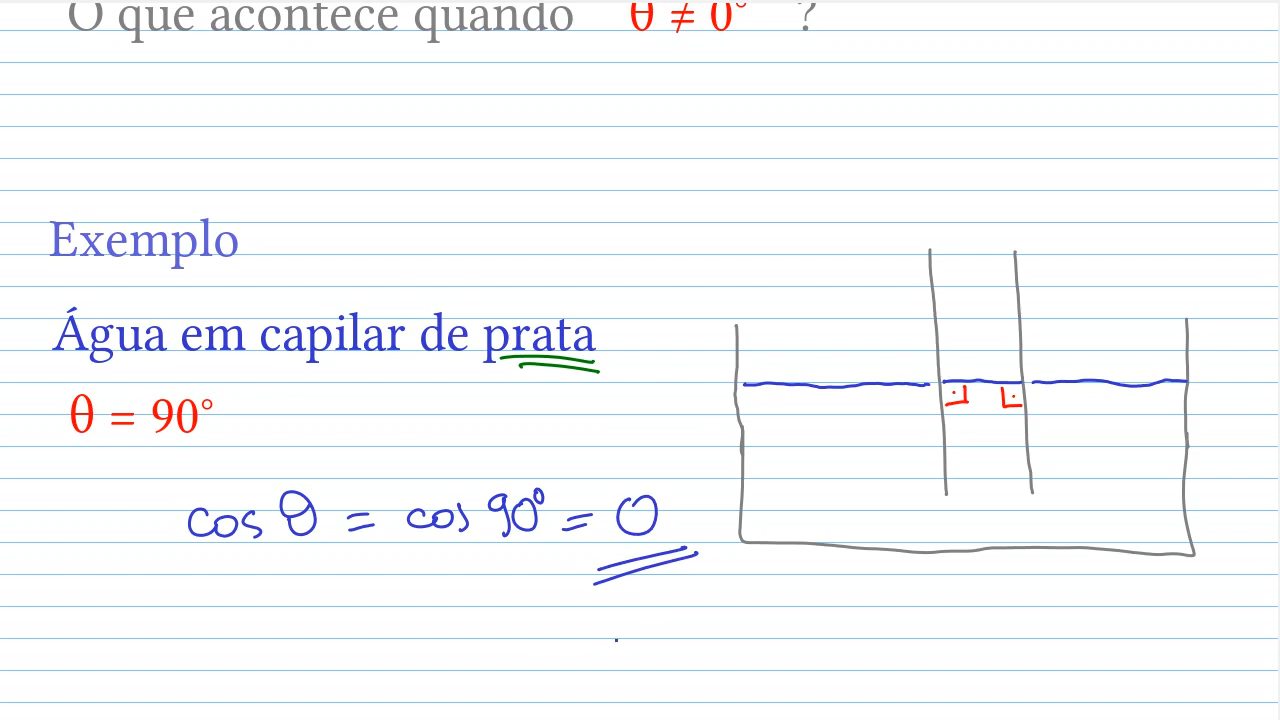 O que acontece quando θ ≠ 0° ?
Exemplo
Água em capilar de prata
θ = 90°
cos θ = cos 90° = 0